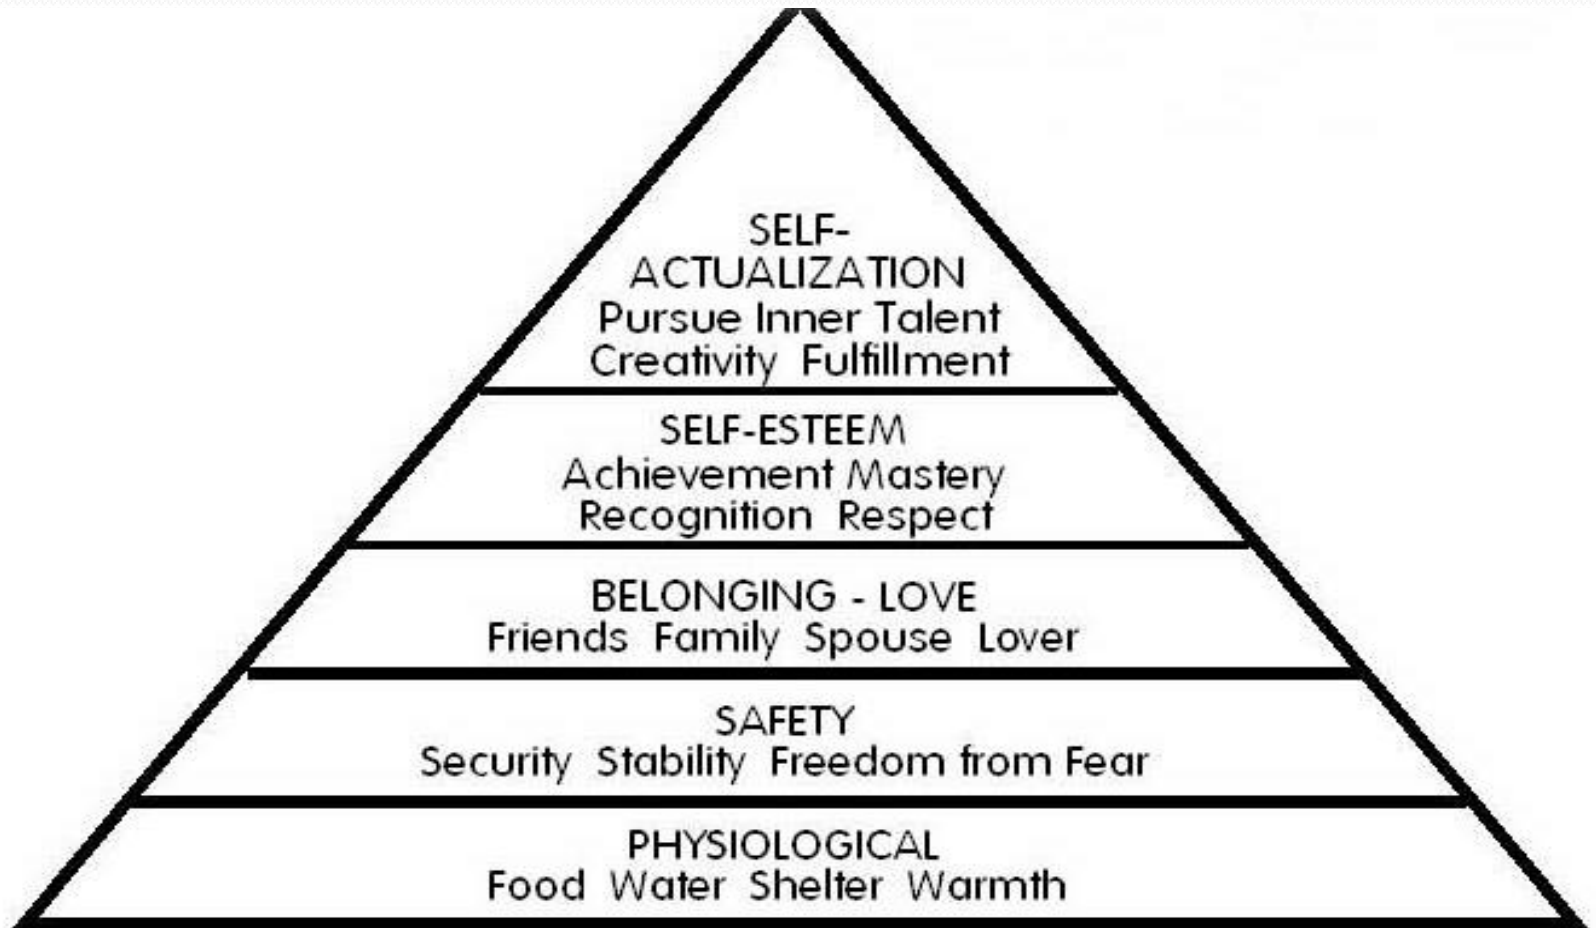 SELF-
ACTUALIZATION
Pursue Inner Talent
Creativity Fulfillment
SELF-ESTEEM
Achievement Mastery
Recognition Respect
BELONGING - LOVE
Friends Family Spouse Lover
SAFETY
Security Stability Freedom from Fear
PHYSIOLOGICAL
Food Water Shelter Warmth